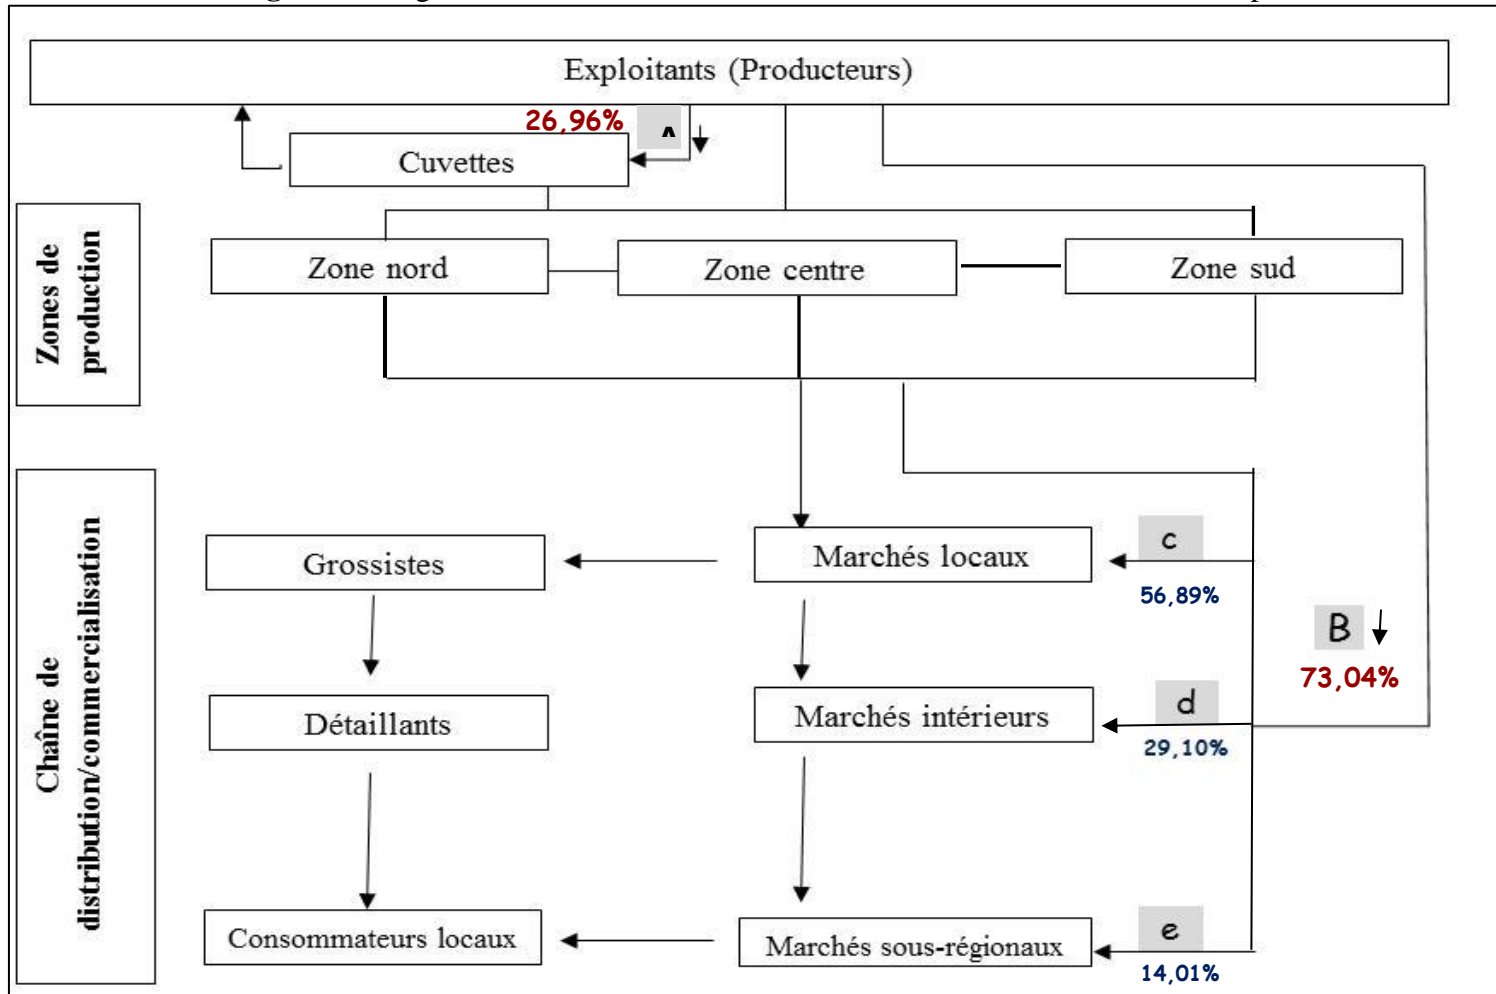 Exploitants (Producteurs)
26,96%
Cuvettes
Zones de
production
Zone nord
Zone centre
Zone sud
Chaîne de
distribution/commercialisation
Grossistes
Marchés locaux
c
56,89%
B
73,04%
Détaillants
Marchés intérieurs
d
29,10%
Consommateurs locaux
Marchés sous-régionaux
e
14,01%